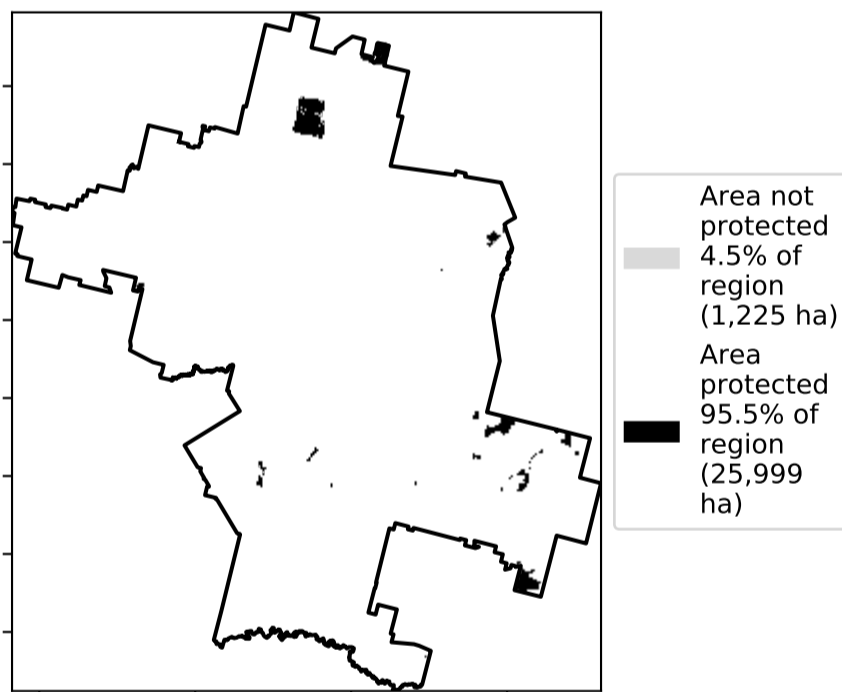 Area not
protected
4.5% of
region
(1,225 ha)
Area
protected
95.5% of
region
(25,999
ha)